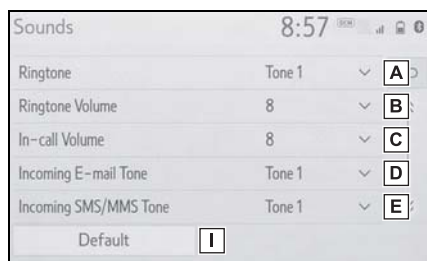 Sounds 8:57 DCM
Ringtone Tone 1 A
Ringtone Volume 8 B
In-call Volume 8 C
Incoming E-mail Tone Tone 1 D
Incoming SMS/MMS Tone Tone 1 E
Default I